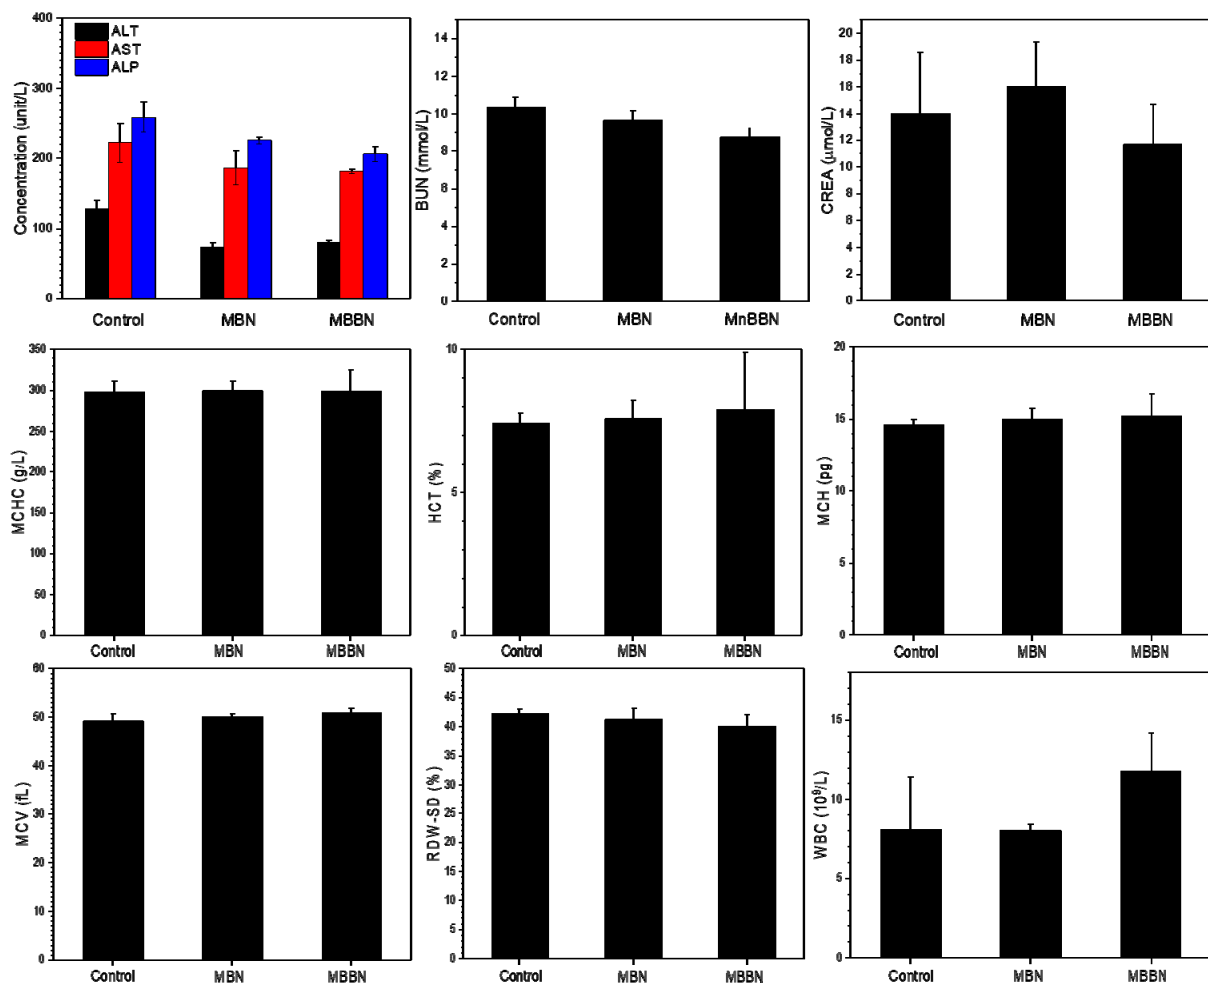 ALT
AST
ALP
Concentration (unit/L)
400
300
200
100
0
Control MBN MBBN
BUN (mmol/L)
14
12
10
8
6
4
2
0
Control MBN MnBBN
CREA (μmol/L)
20
18
16
14
12
10
8
6
4
2
0
Control MBN MBBN
MCHC (g/L)
350
300
250
200
150
100
50
0
Control MBN MBBN
HCT (%)
10
5
0
Control MBN MBBN
MCH (pg)
20
15
10
5
0
Control MBN MBBN
MCV (fL)
60
50
40
30
20
10
0
Control MBN MBBN
RDW-SD (%)
50
45
40
35
30
25
20
15
10
5
0
Control MBN MBBN
WBC (10⁹/L)
15
10
5
0
Control MBN MBBN